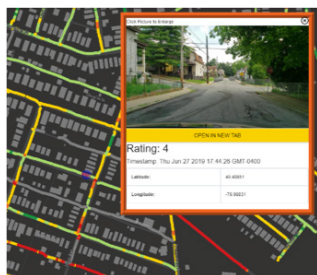 Click Picture to Enlarge
OPEN IN NEW TAB
Rating: 4
Timestamp: Thu Jun 27 2019 17:44:26 GMT-0400
Latitude:
Longitude: